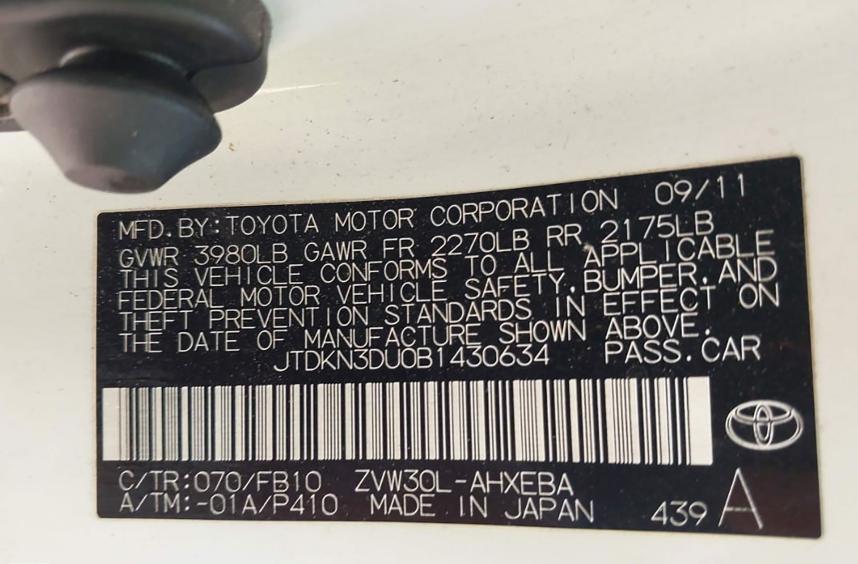 MFD.BY:TOYOTA MOTOR CORPORATION 09/11
GVWR 3980LB GAWR FR 2270LB RR 2175LB
THIS VEHICLE CONFORMS TO ALL APPLICABLE
FEDERAL MOTOR VEHICLE SAFETY,BUMPER,AND
THEFT PREVENTION STANDARDS IN EFFECT ON
THE DATE OF MANUFACTURE SHOWN ABOVE.
JTDKN3DU0B1430634 PASS.CAR
C/TR:070/FB10 ZVW30L-AHXEBA
A/TM:-01A/P410 MADE IN JAPAN 439 A